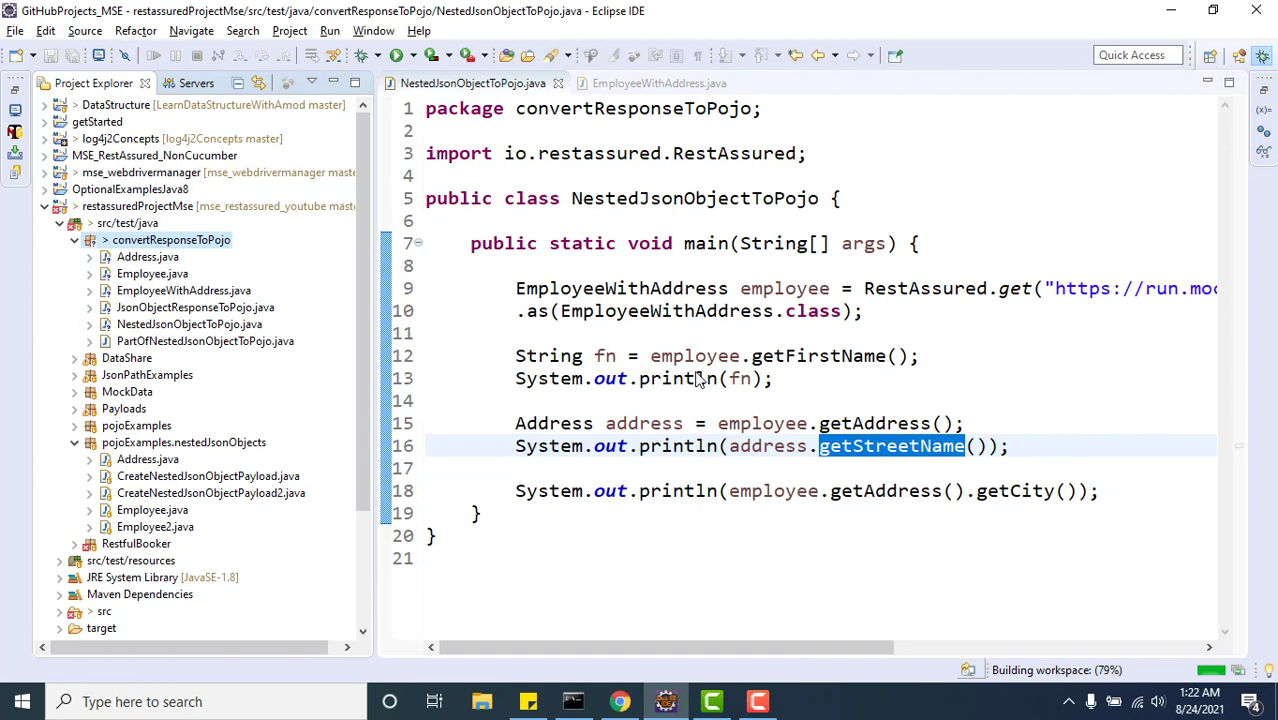 GitHubProjects_MSE - restassuredProjectMse/src/test/java/convertResponseToPojo/NestedJsonObjectToPojo.java - Eclipse IDE
File Edit Source Refactor Navigate Search Project Run Window Help
Quick Access
Project Explorer Servers
NestedJsonObjectToPojo.java EmployeeWithAddress.java
DataStructure [LearnDataStructureWithAmod master]
getStarted
log4j2Concepts [log4j2Concepts master]
MSE_RestAssured_NonCucumber
mse_webdrivermanager [mse_webdrivermanager
OptionalExamplesJava8
> restassuredProjectMse [mse_restassured_youtube maste
src/test/java
> convertResponseToPojo
Address.java
Employee.java
EmployeeWithAddress.java
JsonObjectResponseToPojo.java
NestedJsonObjectToPojo.java
PartOfNestedJsonObjectToPojo.java
DataShare
JsonPathExamples
MockData
Payloads
pojoExamples
pojoExamples.nestedJsonObjects
Address.java
CreateNestedJsonObjectPayload.java
CreateNestedJsonObjectPayload2.java
Employee.java
Employee2.java
RestfulBooker
src/test/resources
JRE System Library [JavaSE-1.8]
Maven Dependencies
> src
target
1 package convertResponseToPojo;
2
3 import io.restassured.RestAssured;
4
5 public class NestedJsonObjectToPojo {
6
7 public static void main(String[] args) {
8
9 EmployeeWithAddress employee = RestAssured.get("https://run.moc
10 .as(EmployeeWithAddress.class);
11
12 String fn = employee.getFirstName();
13 System.out.println(fn);
14
15 Address address = employee.getAddress();
16 System.out.println(address.getStreetName());
17
18 System.out.println(employee.getAddress().getCity());
19 }
20 }
21
Building workspace: (79%)
Type here to search
1:22 AM
8/24/2021
4